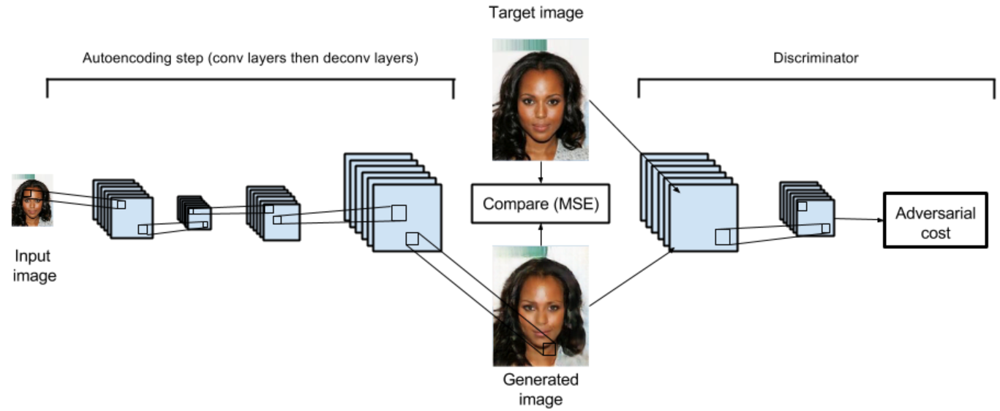 Target image
Autoencoding step (conv layers then deconv layers)
Discriminator
Compare (MSE)
Adversarial
cost
Input
image
Generated
image